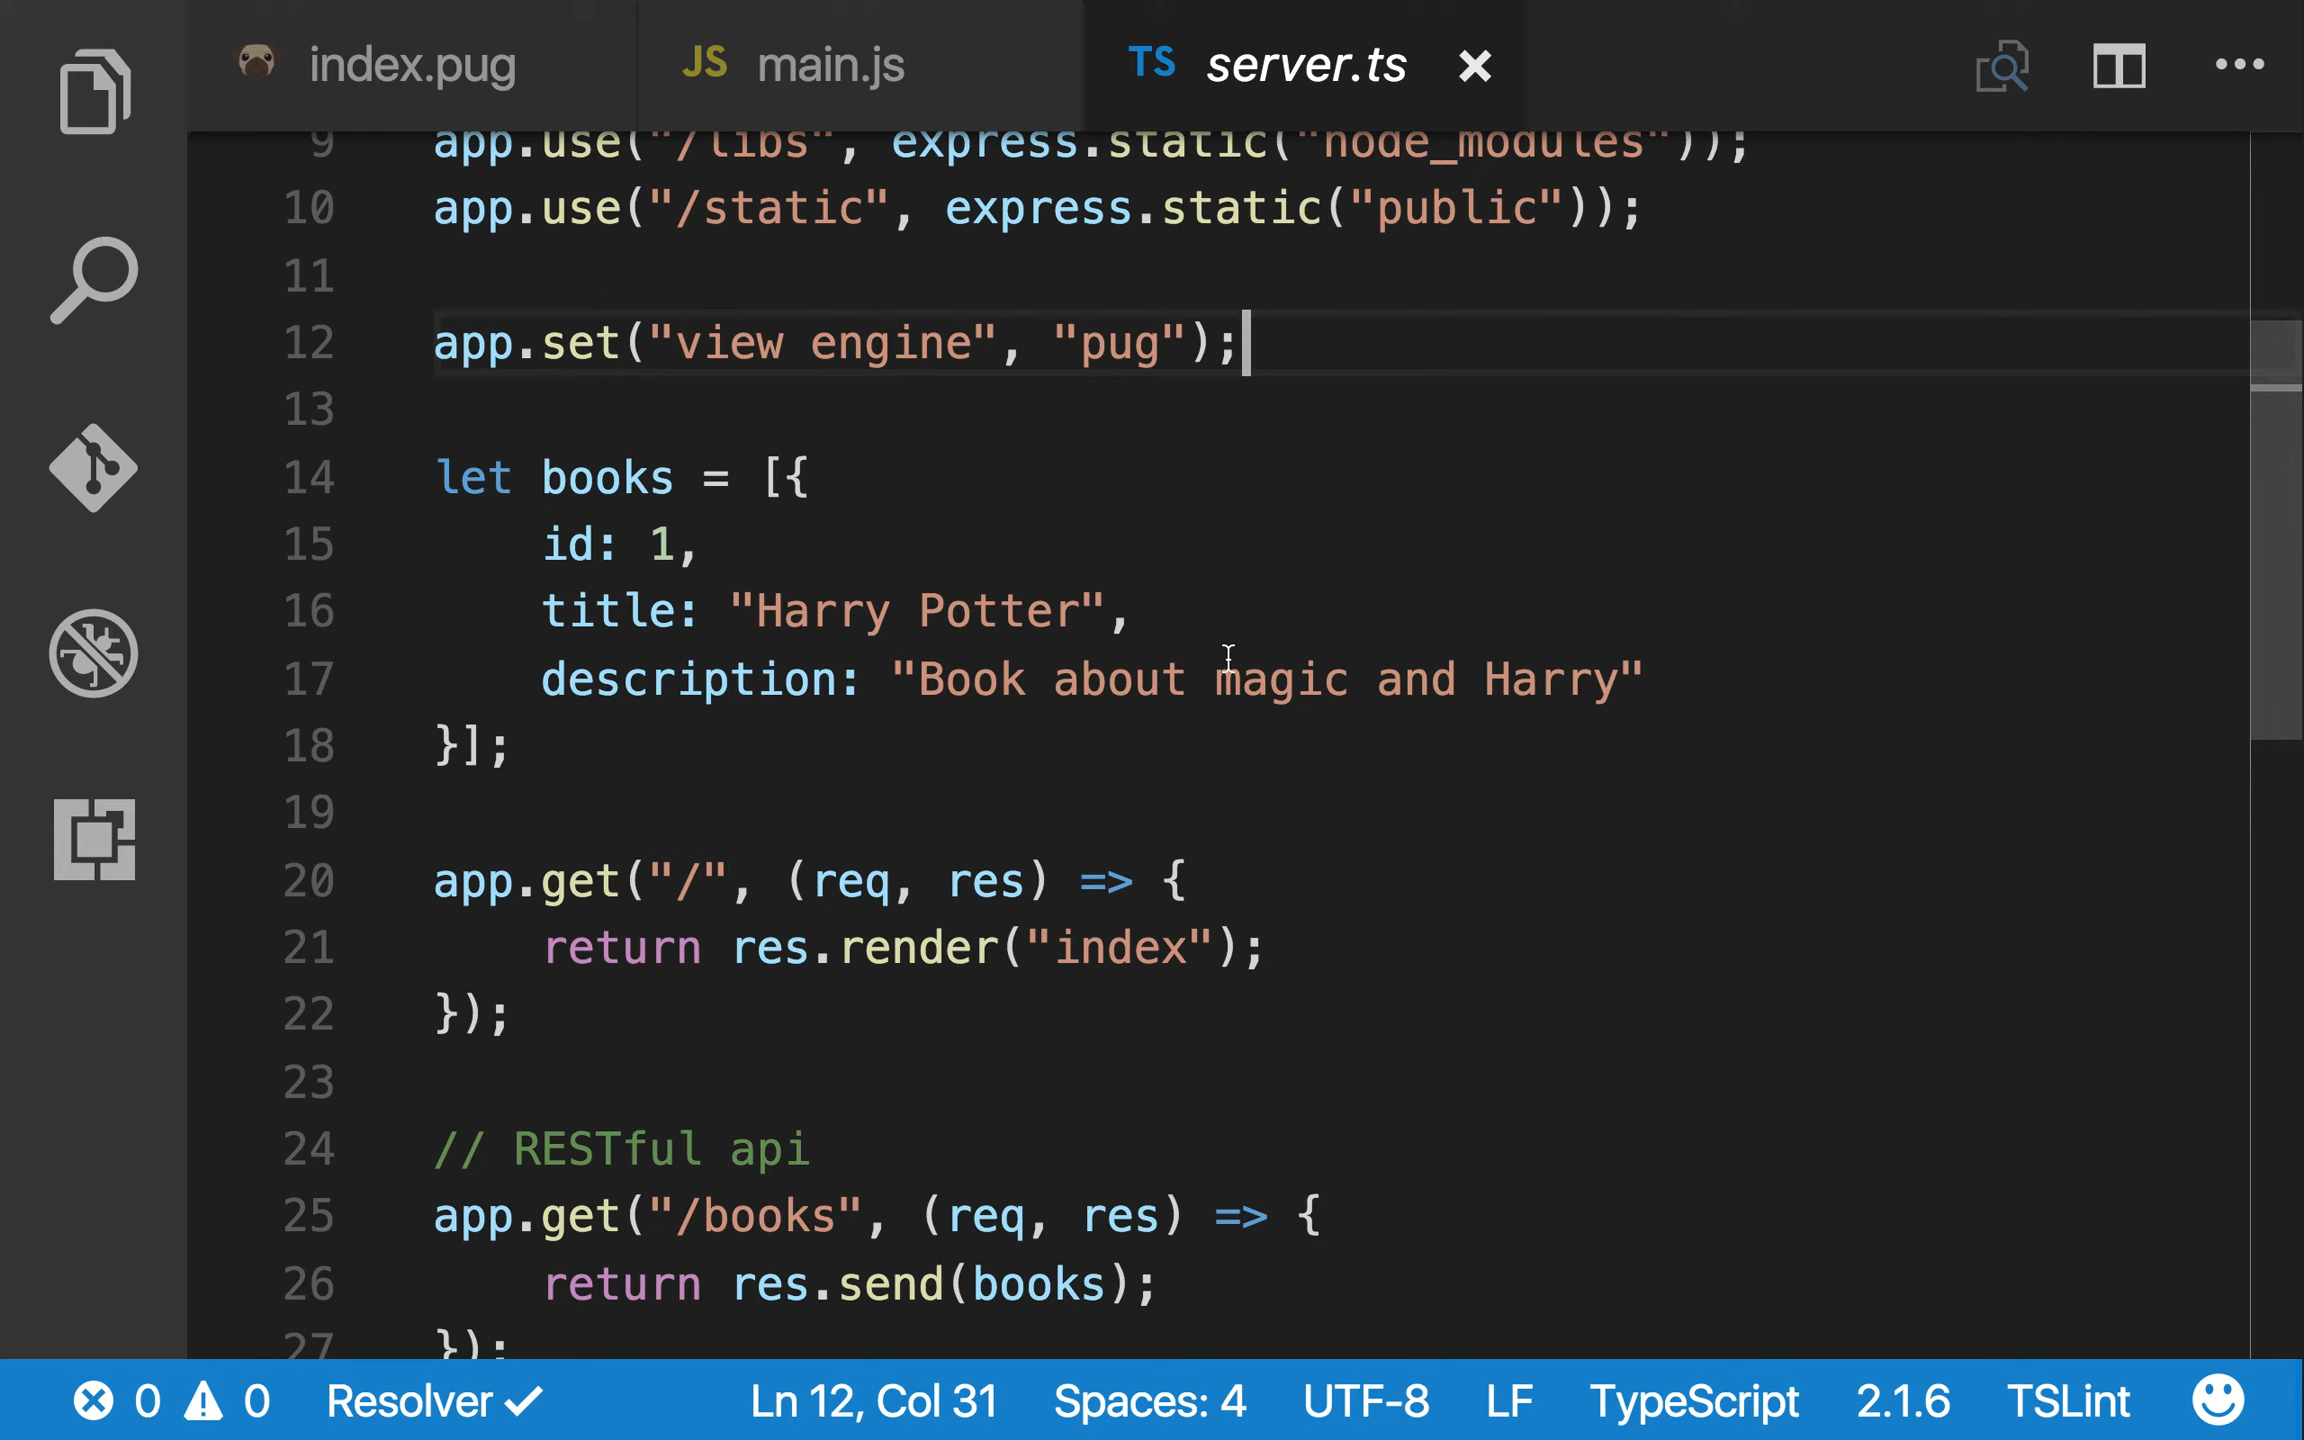 index.pug
JS main.js
TS server.ts
9 app.use("/libs", express.static("node_modules"));
10 app.use("/static", express.static("public"));
11
12 app.set("view engine", "pug");
13
14 let books = [{
15     id: 1,
16     title: "Harry Potter",
17     description: "Book about magic and Harry"
18 }];
19
20 app.get("/", (req, res) => {
21     return res.render("index");
22 });
23
24 // RESTful api
25 app.get("/books", (req, res) => {
26     return res.send(books);
27 });
0 0 Resolver Ln 12, Col 31 Spaces: 4 UTF-8 LF TypeScript 2.1.6 TSLint